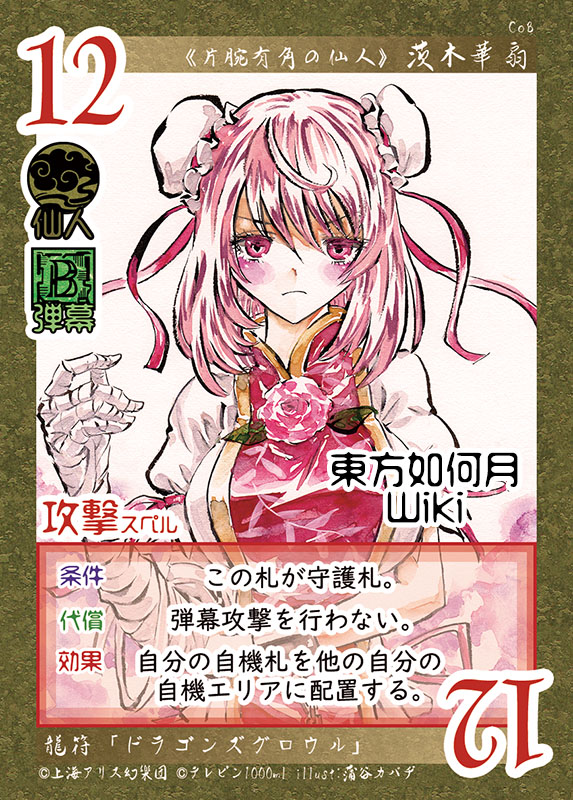 C08
12
《片腕有角の仙人》 茨木華扇
仙人
B
弾幕
東方如何月
Wiki
攻撃スペル
条件 この札が守護札。
代償 弾幕攻撃を行わない。
効果 自分の自機札を他の自分の
自機エリアに配置する。
12
龍符「ドラゴンズグロウル」
©上海アリス幻樂団 ©テレピン1000ml illust:蒲谷カバヂ